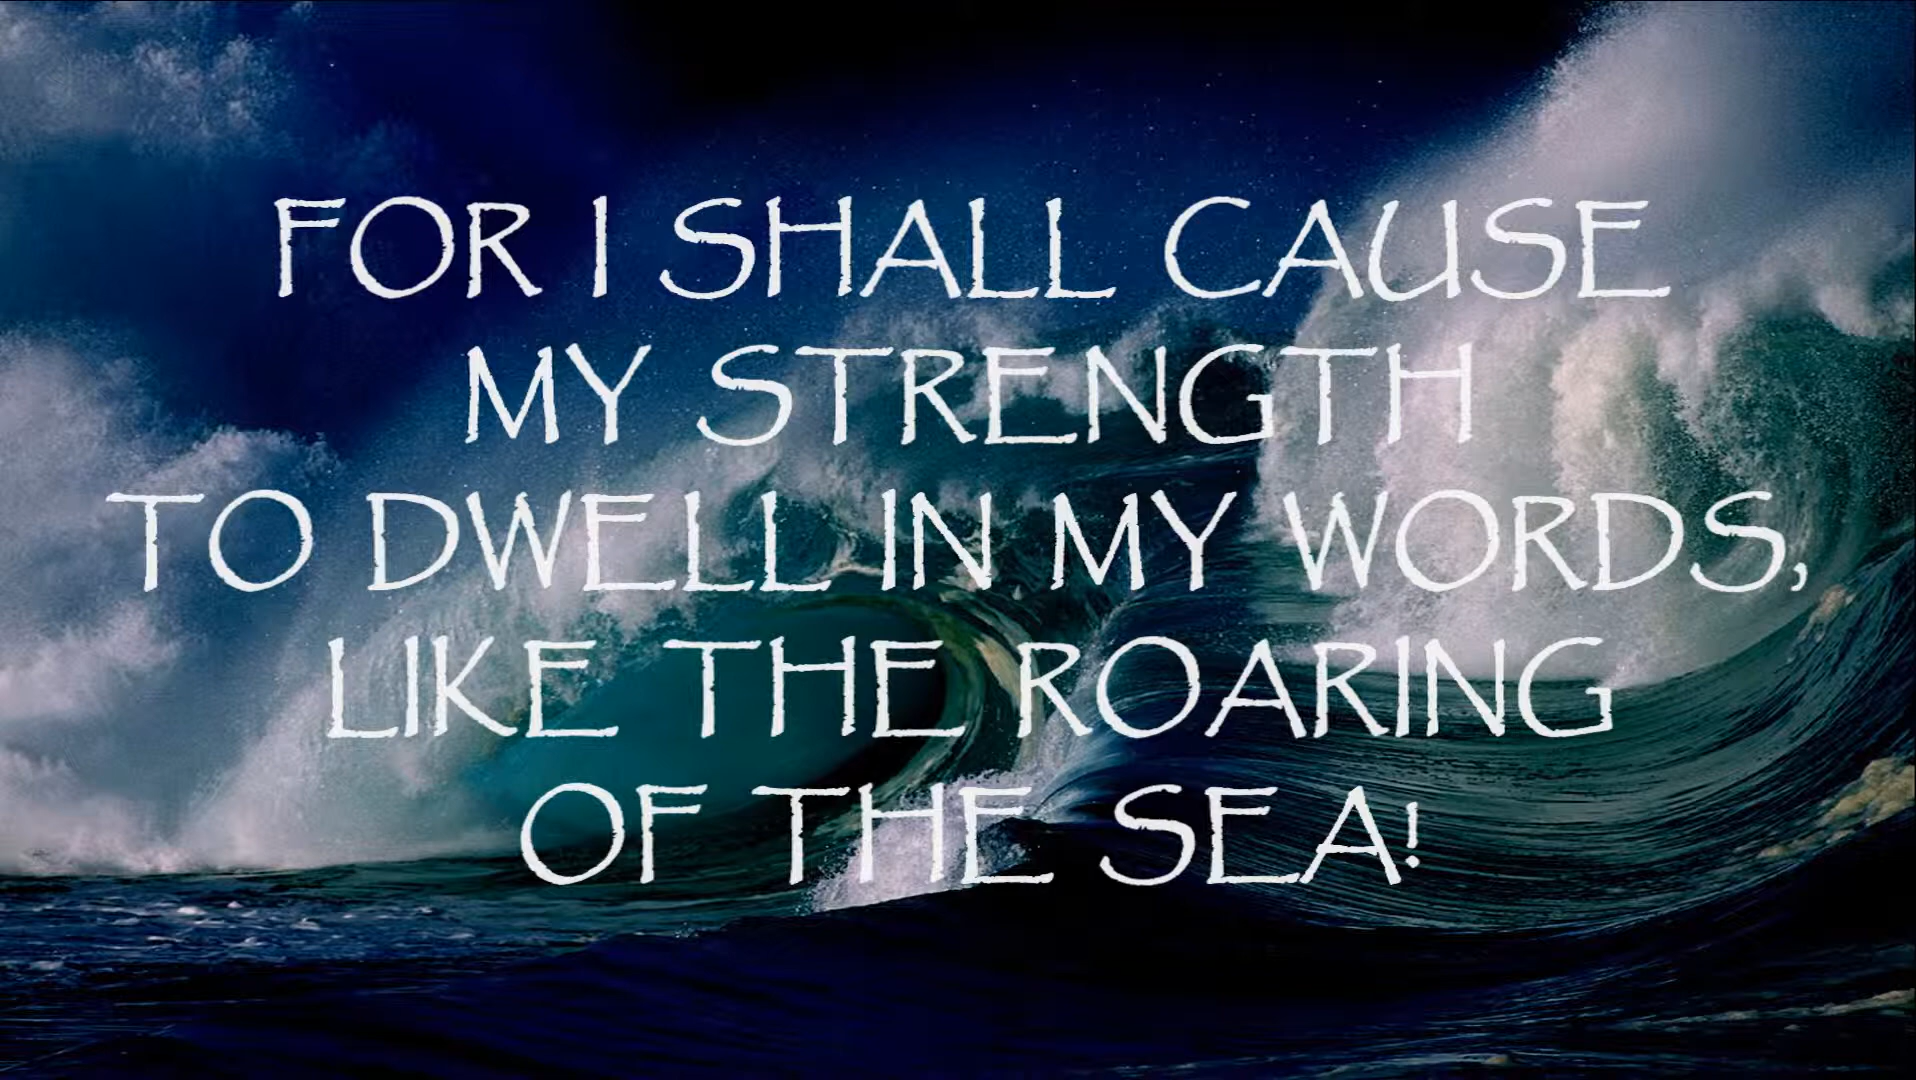 FOR I SHALL CAUSE
MY STRENGTH
TO DWELL IN MY WORDS,
LIKE THE ROARING
OF THE SEA!